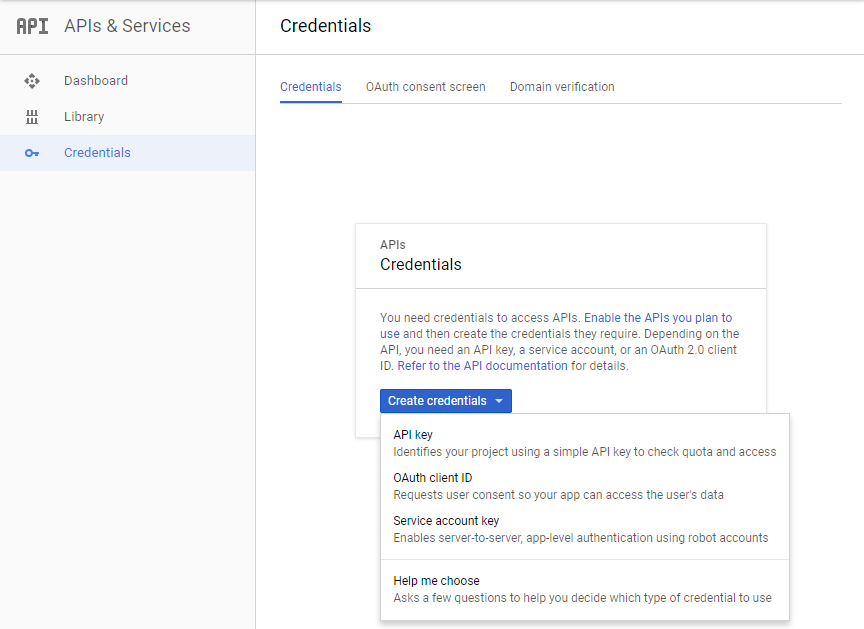 API APIs & Services
Credentials
Dashboard
Library
Credentials
Credentials OAuth consent screen Domain verification
APIs
Credentials
You need credentials to access APIs. Enable the APIs you plan to
use and then create the credentials they require. Depending on the
API, you need an API key, a service account, or an OAuth 2.0 client
ID. Refer to the API documentation for details.
Create credentials
API key
Identifies your project using a simple API key to check quota and access
OAuth client ID
Requests user consent so your app can access the user's data
Service account key
Enables server-to-server, app-level authentication using robot accounts
Help me choose
Asks a few questions to help you decide which type of credential to use